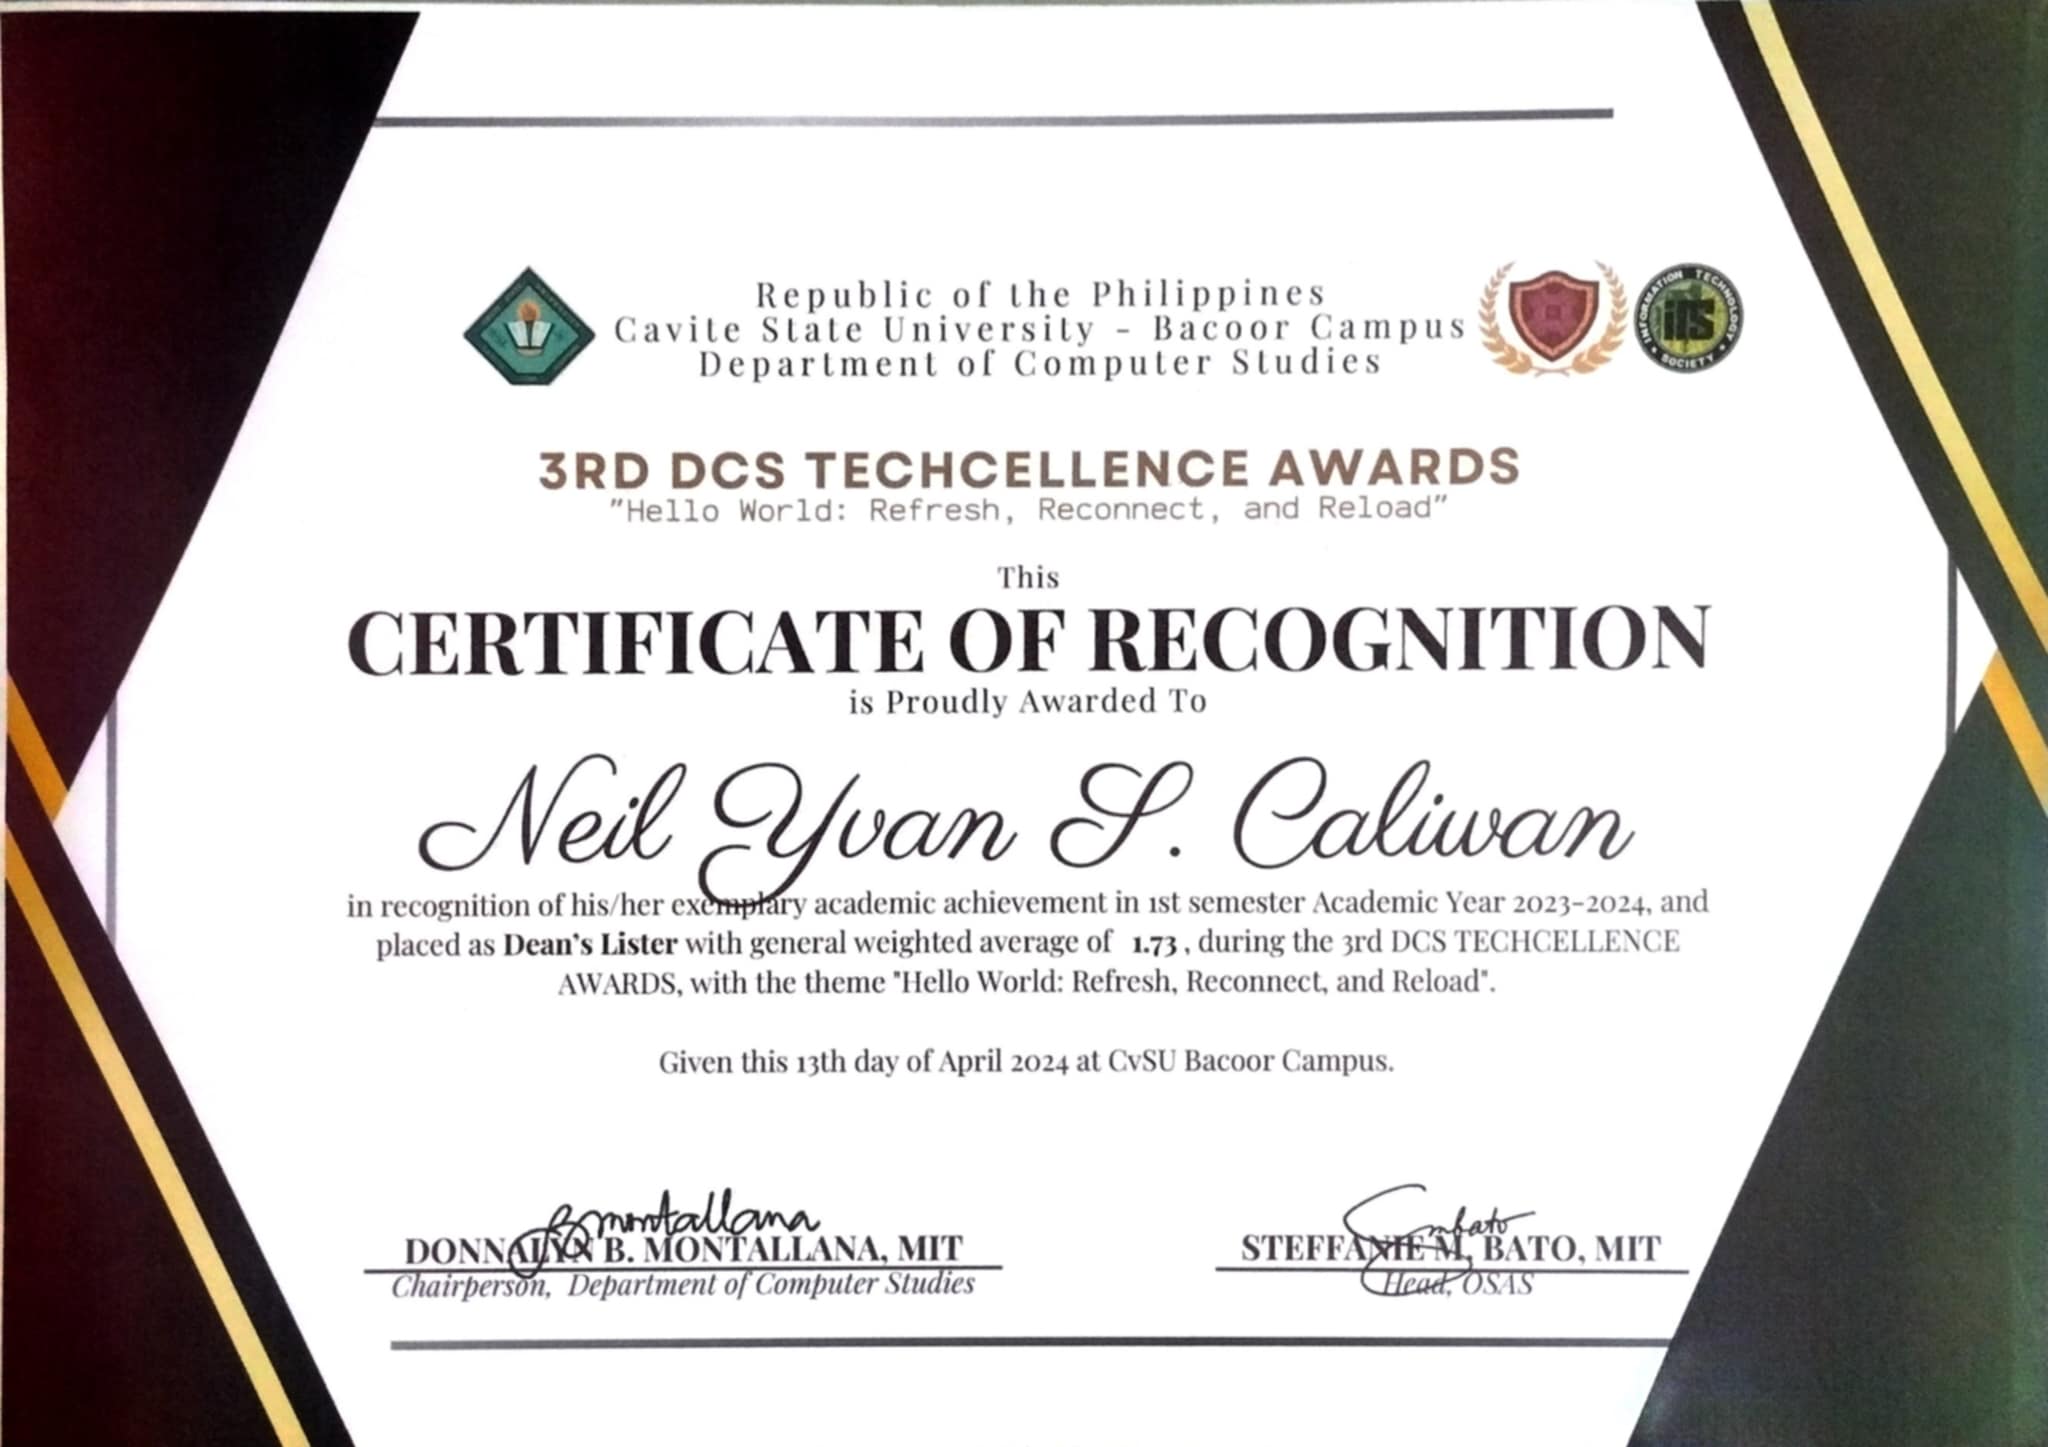 Republic of the Philippines
Cavite State University - Bacoor Campus
Department of Computer Studies
INFORMATION TECHNOLOGY
iTS
SOCIETY
3RD DCS TECHCELLENCE AWARDS
"Hello World: Refresh, Reconnect, and Reload"
This
CERTIFICATE OF RECOGNITION
is Proudly Awarded To
Neil Yvan S. Caliwan
in recognition of his/her exemplary academic achievement in 1st semester Academic Year 2023-2024, and
placed as Dean's Lister with general weighted average of 1.73, during the 3rd DCS TECHCELLENCE
AWARDS, with the theme "Hello World: Refresh, Reconnect, and Reload".
Given this 13th day of April 2024 at CvSU Bacoor Campus.
DONNALYN B. MONTALLANA, MIT
Chairperson, Department of Computer Studies
STEFFANIE M. BATO, MIT
Head, OSAS